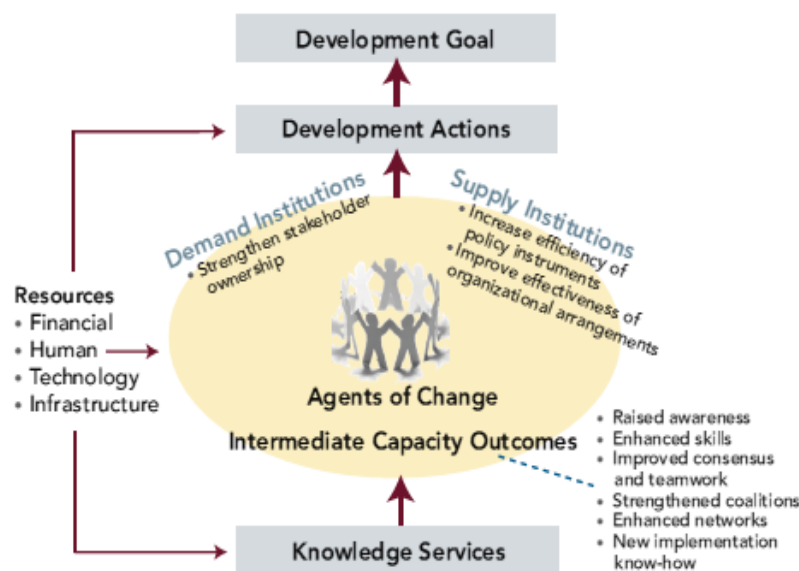 Development Goal
Development Actions
Demand Institutions
• Strengthen stakeholder
ownership
Supply Institutions
• Increase efficiency of
policy instruments
• Improve effectiveness of
organizational arrangements
Resources
• Financial
• Human
• Technology
• Infrastructure
Agents of Change
Intermediate Capacity Outcomes
• Raised awareness
• Enhanced skills
• Improved consensus
and teamwork
• Strengthened coalitions
• Enhanced networks
• New implementation
know-how
Knowledge Services